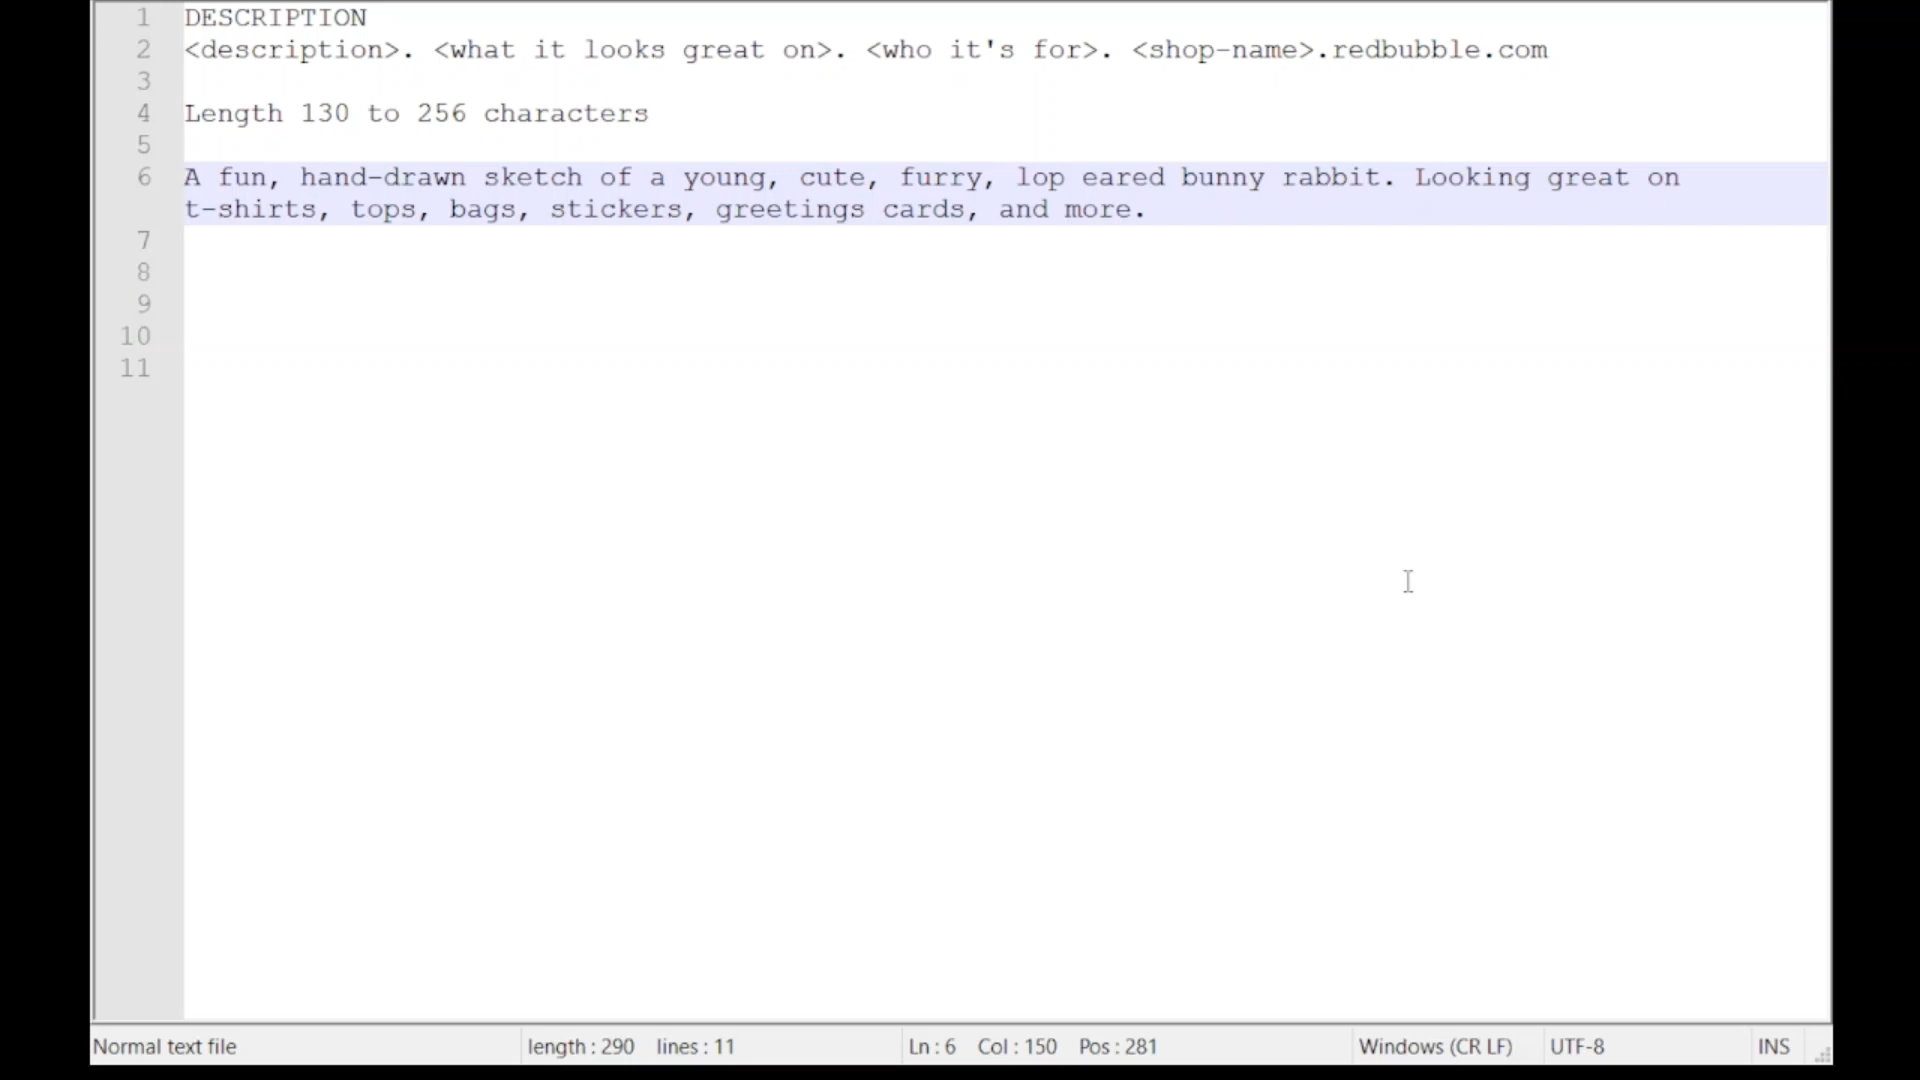 1 DESCRIPTION
2 <description>. <what it looks great on>. <who it's for>. <shop-name>.redbubble.com
3
4 Length 130 to 256 characters
5
6 A fun, hand-drawn sketch of a young, cute, furry, lop eared bunny rabbit. Looking great on
t-shirts, tops, bags, stickers, greetings cards, and more.
7
8
9
10
11
Normal text file length : 290 lines : 11 Ln : 6 Col : 150 Pos : 281 Windows (CR LF) UTF-8 INS